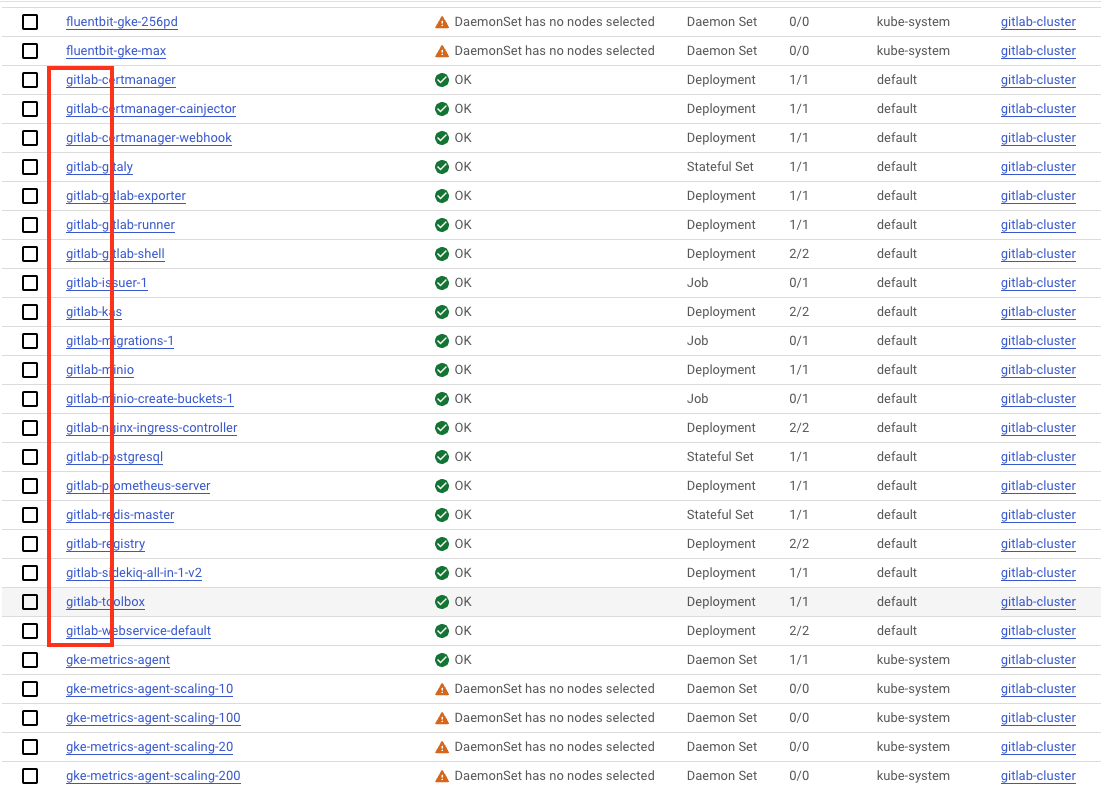 fluentbit-gke-256pd DaemonSet has no nodes selected Daemon Set 0/0 kube-system gitlab-cluster
fluentbit-gke-max DaemonSet has no nodes selected Daemon Set 0/0 kube-system gitlab-cluster
gitlab-certmanager OK Deployment 1/1 default gitlab-cluster
gitlab-certmanager-cainjector OK Deployment 1/1 default gitlab-cluster
gitlab-certmanager-webhook OK Deployment 1/1 default gitlab-cluster
gitlab-gitaly OK Stateful Set 1/1 default gitlab-cluster
gitlab-gitlab-exporter OK Deployment 1/1 default gitlab-cluster
gitlab-gitlab-runner OK Deployment 1/1 default gitlab-cluster
gitlab-gitlab-shell OK Deployment 2/2 default gitlab-cluster
gitlab-issuer-1 OK Job 0/1 default gitlab-cluster
gitlab-kas OK Deployment 2/2 default gitlab-cluster
gitlab-migrations-1 OK Job 0/1 default gitlab-cluster
gitlab-minio OK Deployment 1/1 default gitlab-cluster
gitlab-minio-create-buckets-1 OK Job 0/1 default gitlab-cluster
gitlab-nginx-ingress-controller OK Deployment 2/2 default gitlab-cluster
gitlab-postgresql OK Stateful Set 1/1 default gitlab-cluster
gitlab-prometheus-server OK Deployment 1/1 default gitlab-cluster
gitlab-redis-master OK Stateful Set 1/1 default gitlab-cluster
gitlab-registry OK Deployment 2/2 default gitlab-cluster
gitlab-sidekiq-all-in-1-v2 OK Deployment 1/1 default gitlab-cluster
gitlab-toolbox OK Deployment 1/1 default gitlab-cluster
gitlab-webservice-default OK Deployment 2/2 default gitlab-cluster
gke-metrics-agent OK Daemon Set 1/1 kube-system gitlab-cluster
gke-metrics-agent-scaling-10 DaemonSet has no nodes selected Daemon Set 0/0 kube-system gitlab-cluster
gke-metrics-agent-scaling-100 DaemonSet has no nodes selected Daemon Set 0/0 kube-system gitlab-cluster
gke-metrics-agent-scaling-20 DaemonSet has no nodes selected Daemon Set 0/0 kube-system gitlab-cluster
gke-metrics-agent-scaling-200 DaemonSet has no nodes selected Daemon Set 0/0 kube-system gitlab-cluster